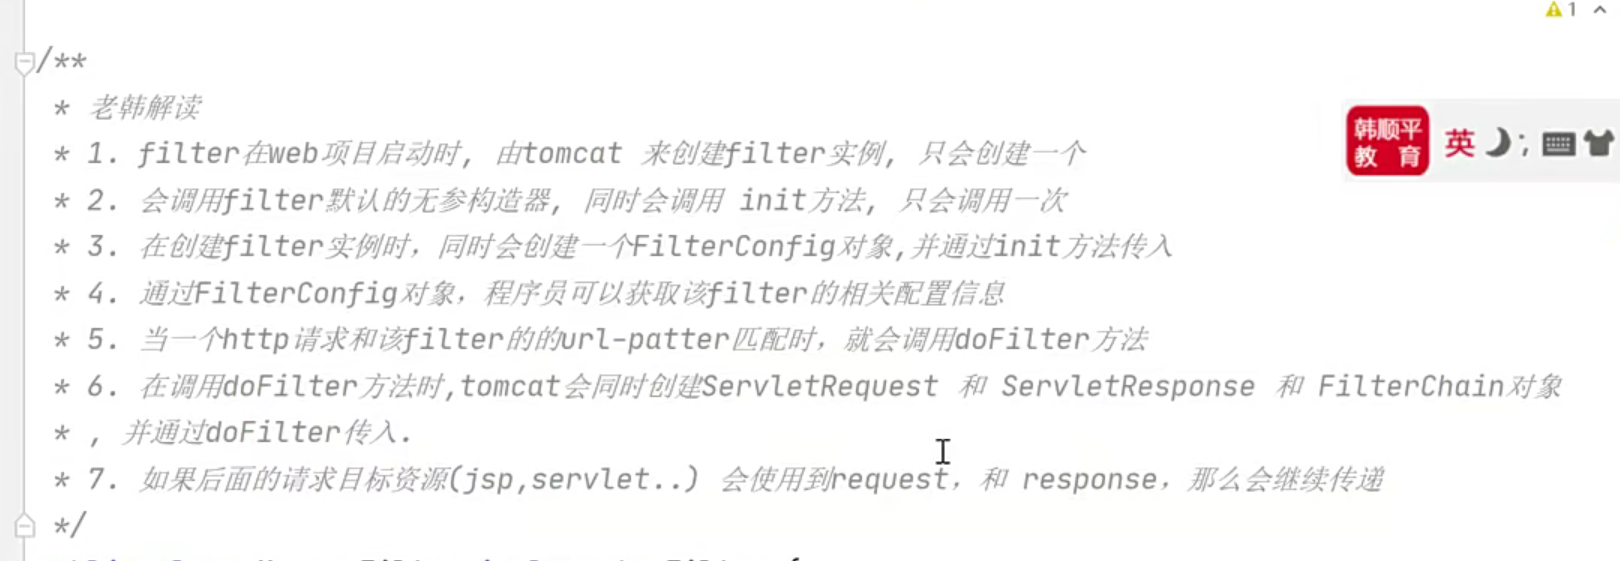 1
/**
* 老韩解读
* 1. filter在web项目启动时, 由tomcat 来创建filter实例, 只会创建一个
* 2. 会调用filter默认的无参构造器, 同时会调用 init方法, 只会调用一次
* 3. 在创建filter实例时，同时会创建一个FilterConfig对象,并通过init方法传入
* 4. 通过FilterConfig对象，程序员可以获取该filter的相关配置信息
* 5. 当一个http请求和该filter的的url-patter匹配时，就会调用doFilter方法
* 6. 在调用doFilter方法时,tomcat会同时创建ServletRequest 和 ServletResponse 和 FilterChain对象
* , 并通过doFilter传入.
* 7. 如果后面的请求目标资源(jsp,servlet..) 会使用到request，和 response，那么会继续传递
*/
韩顺平
教 育
英